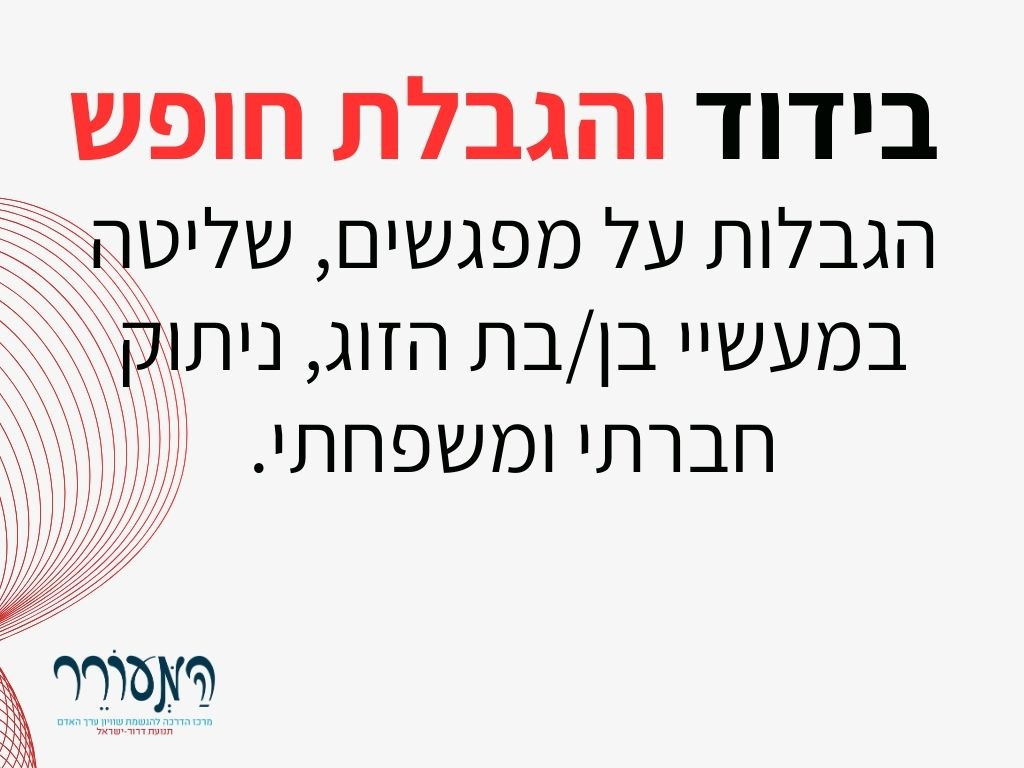 בידוד והגבלת חופש
הגבלות על מפגשים, שליטה
במעשיי בן/בת הזוג, ניתוק
חברתי ומשפחתי.
הַמְּעוֹרֵר
מרכז הדרכה להגשמת שוויון ערך האדם
תנועת דרור-ישראל